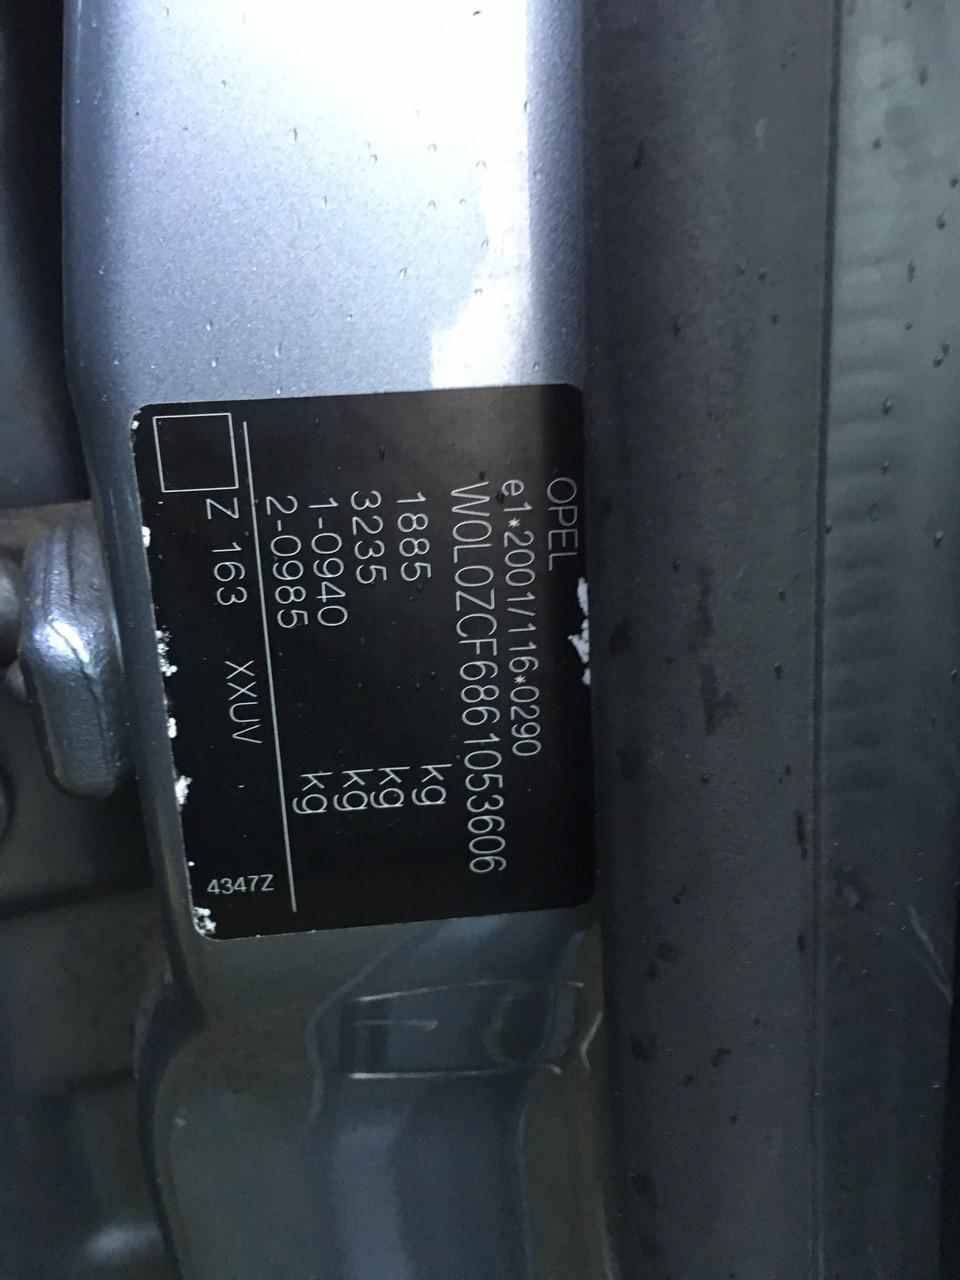 OPEL
e1*2001/116*0290
W0L0ZCF6861053606
1885 kg
3235 kg
1-0940 kg
2-0985 kg
Z 163 XXUV
4347Z